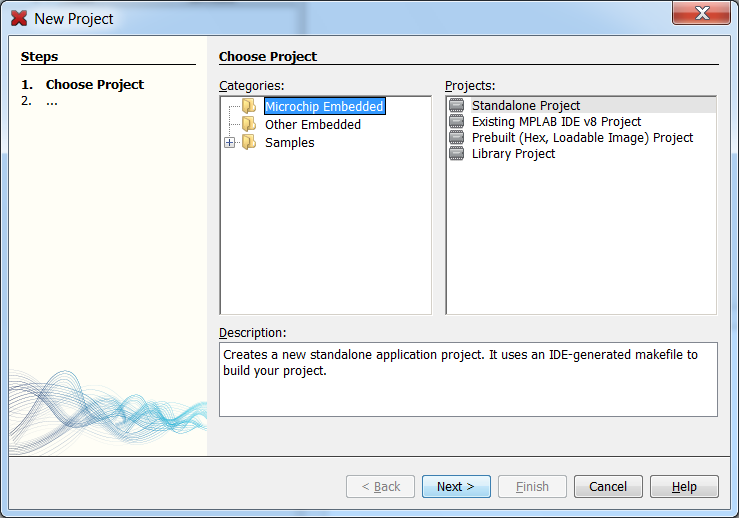 New Project
Steps
1. Choose Project
2. ...
Choose Project
Categories:
Microchip Embedded
Other Embedded
Samples
Projects:
Standalone Project
Existing MPLAB IDE v8 Project
Prebuilt (Hex, Loadable Image) Project
Library Project
Description:
Creates a new standalone application project. It uses an IDE-generated makefile to
build your project.
< Back
Next >
Finish
Cancel
Help